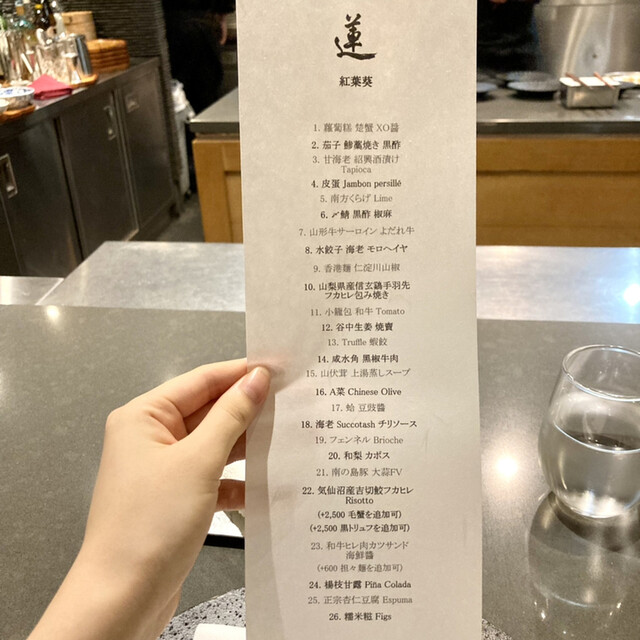 蓮
紅葉葵
1. 蘿蔔糕 楚蟹 XO醬
2. 茄子 鯵藁焼き 黒酢
3. 甘海老 紹興酒漬け
Tapioca
4. 皮蛋 Jambon persillé
5. 南方くらげ Lime
6. 〆鯖 黒酢 椒麻
7. 山形牛サーロイン よだれ牛
8. 水餃子 海老 モロヘイヤ
9. 香港麺 仁淀川山椒
10. 山梨県産信玄鶏手羽先
フカヒレ包み焼き
11. 小籠包 和牛 Tomato
12. 谷中生姜 焼賣
13. Truffle 蝦餃
14. 咸水角 黒椒牛肉
15. 山伏茸 上湯蒸しスープ
16. A菜 Chinese Olive
17. 蛤 豆豉醬
18. 海老 Succotash チリソース
19. フェンネル Brioche
20. 和梨 カボス
21. 南の島豚 大蒜FV
22. 気仙沼産吉切鮫フカヒレ
Risotto
(+2,500 毛蟹を追加可)
(+2,500 黒トリュフを追加可)
23. 和牛ヒレ肉カツサンド
海鮮醬
(+600 担々麺を追加可)
24. 楊枝甘露 Piña Colada
25. 正宗杏仁豆腐 Espuma
26. 糯米糍 Figs